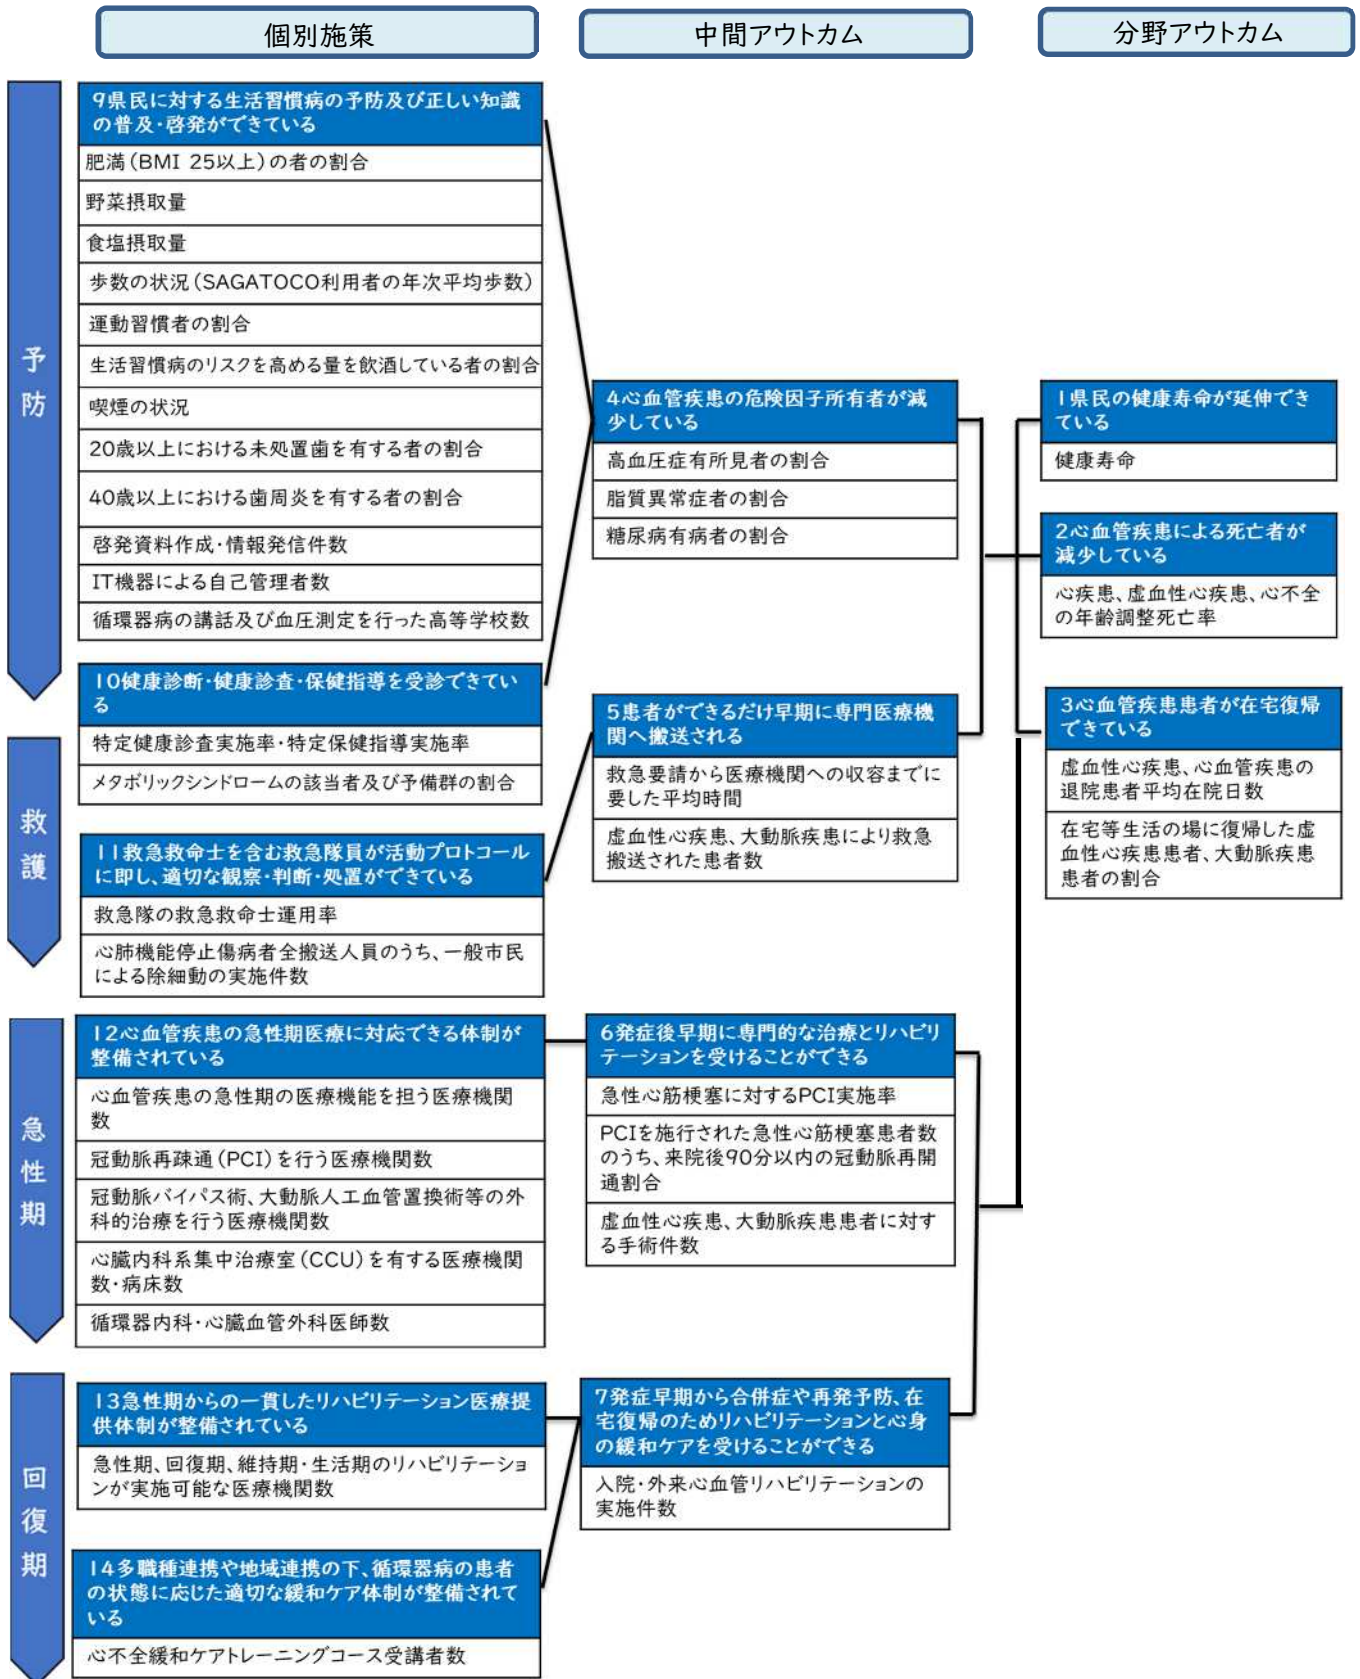 個別施策
中間アウトカム
分野アウトカム
予防
9県民に対する生活習慣病の予防及び正しい知識
の普及・啓発ができている
肥満(BMI 25以上)の者の割合
野菜摂取量
食塩摂取量
歩数の状況(SAGATOCO利用者の年次平均歩数)
運動習慣者の割合
生活習慣病のリスクを高める量を飲酒している者の割合
喫煙の状況
20歳以上における未処置歯を有する者の割合
40歳以上における歯周炎を有する者の割合
啓発資料作成・情報発信件数
IT機器による自己管理者数
循環器病の講話及び血圧測定を行った高等学校数
10健康診断・健康診査・保健指導を受診できてい
る
特定健康診査実施率・特定保健指導実施率
メタボリックシンドロームの該当者及び予備群の割合
救護
11救急救命士を含む救急隊員が活動プロトコール
に即し、適切な観察・判断・処置ができている
救急隊の救急救命士運用率
心肺機能停止傷病者全搬送人員のうち、一般市民
による除細動の実施件数
急性期
12心血管疾患の急性期医療に対応できる体制が
整備されている
心血管疾患の急性期の医療機能を担う医療機関
数
冠動脈再疎通(PCI)を行う医療機関数
冠動脈バイパス術、大動脈人工血管置換術等の外
科的治療を行う医療機関数
心臓内科系集中治療室(CCU)を有する医療機関
数・病床数
循環器内科・心臓血管外科医師数
回復期
13急性期からの一貫したリハビリテーション医療提
供体制が整備されている
急性期、回復期、維持期・生活期のリハビリテーショ
ンが実施可能な医療機関数
14多職種連携や地域連携の下、循環器病の患者
の状態に応じた適切な緩和ケア体制が整備されて
いる
心不全緩和ケアトレーニングコース受講者数
4心血管疾患の危険因子所有者が減
少している
高血圧症有所見者の割合
脂質異常症者の割合
糖尿病有病者の割合
5患者ができるだけ早期に専門医療機
関へ搬送される
救急要請から医療機関への収容までに
要した平均時間
虚血性心疾患、大動脈疾患により救急
搬送された患者数
6発症後早期に専門的な治療とリハビリ
テーションを受けることができる
急性心筋梗塞に対するPCI実施率
PCIを施行された急性心筋梗塞患者数
のうち、来院後90分以内の冠動脈再開
通割合
虚血性心疾患、大動脈疾患患者に対す
る手術件数
7発症早期から合併症や再発予防、在
宅復帰のためリハビリテーションと心身
の緩和ケアを受けることができる
入院・外来心血管リハビリテーションの
実施件数
1県民の健康寿命が延伸でき
ている
健康寿命
2心血管疾患による死亡者が
減少している
心疾患、虚血性心疾患、心不全
の年齢調整死亡率
3心血管疾患患者が在宅復帰
できている
虚血性心疾患、心血管疾患の
退院患者平均在院日数
在宅等生活の場に復帰した虚
血性心疾患患者、大動脈疾患
患者の割合